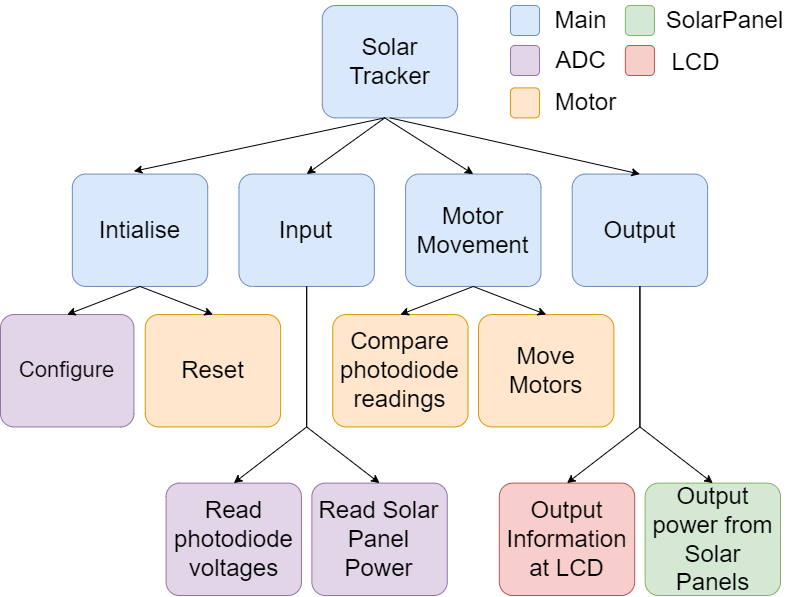 Solar
Tracker
Main
SolarPanel
ADC
LCD
Motor
Intialise
Input
Motor
Movement
Output
Configure
Reset
Compare
photodiode
readings
Move
Motors
Read
photodiode
voltages
Read Solar
Panel
Power
Output
Information
at LCD
Output
power from
Solar
Panels